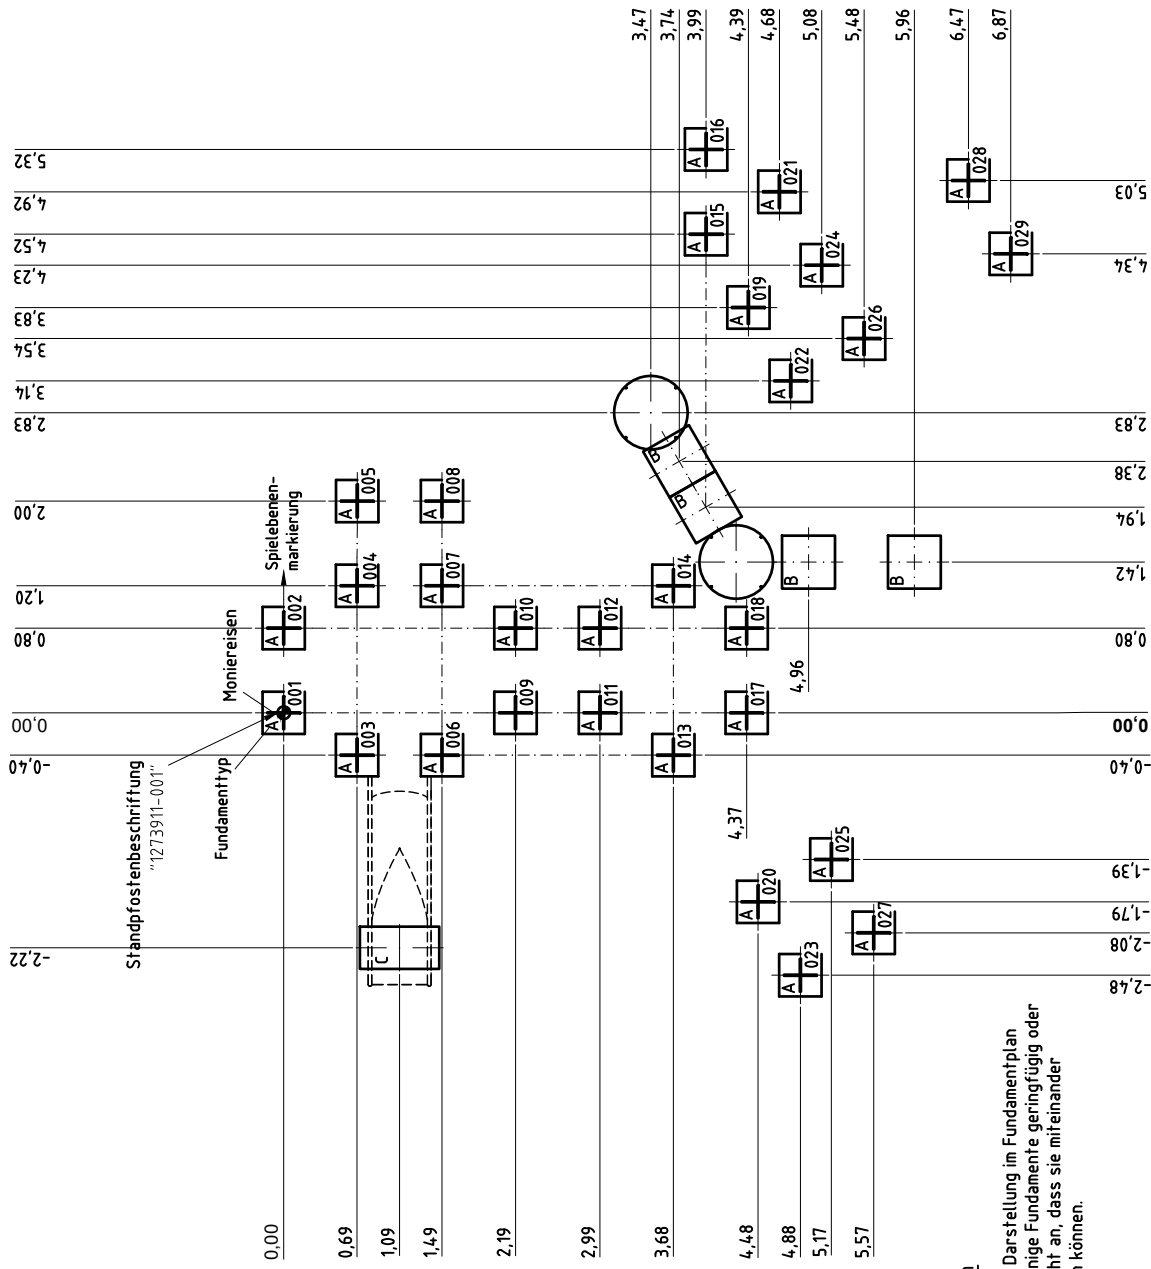 3,47
3,74
3,99
4,39
4,68
5,08
5,48
5,96
6,47
6,87
5,32
4,92
4,52
4,23
3,83
3,54
3,14
2,83
2,00
1,20
0,80
0,00
-0,40
-2,22
5,03
4,34
2,83
2,38
1,94
1,42
0,80
0,00
-0,40
-1,39
-1,79
-2,08
-2,48
0,00
0,69
1,09
1,49
2,19
2,99
3,68
4,48
4,88
5,17
5,57
4,37
4,96
Standpfostenbeschriftung
"1273911-001"
Fundamenttyp
Moniereisen
Spielebenen-
markierung
A 001
A 002
A 003
A 004
A 005
A 006
A 007
A 008
A 009
A 010
A 011
A 012
A 013
A 014
A 015
A 016
A 017
A 018
A 019
A 020
A 021
A 022
A 023
A 024
A 025
A 026
A 027
A 028
A 029
B
B
B
B
C
Darstellung im Fundamentplan
nige Fundamente geringfügig oder
ht an, dass sie miteinander
können.